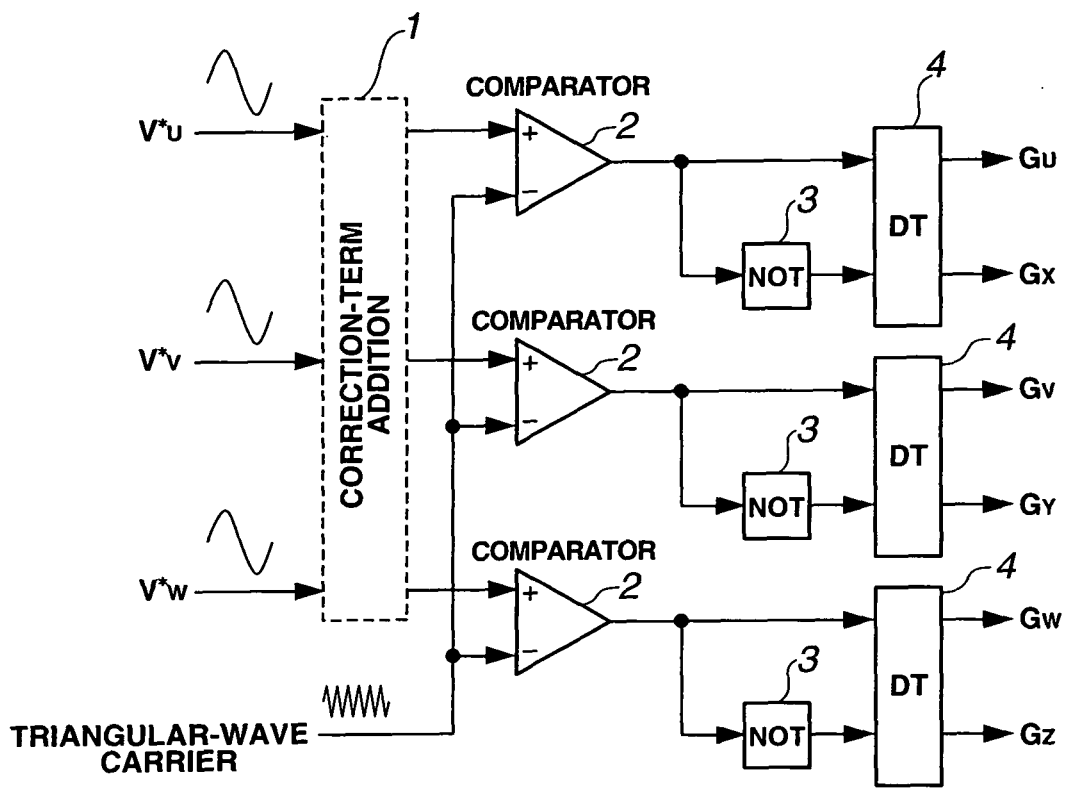 1
COMPARATOR
4
V*U
+
2
−
GU
3
DT
NOT
GX
CORRECTION-TERM
ADDITION
COMPARATOR
4
V*V
+
2
−
GV
3
DT
NOT
GY
COMPARATOR
4
V*W
+
2
−
GW
3
DT
NOT
GZ
TRIANGULAR-WAVE
CARRIER